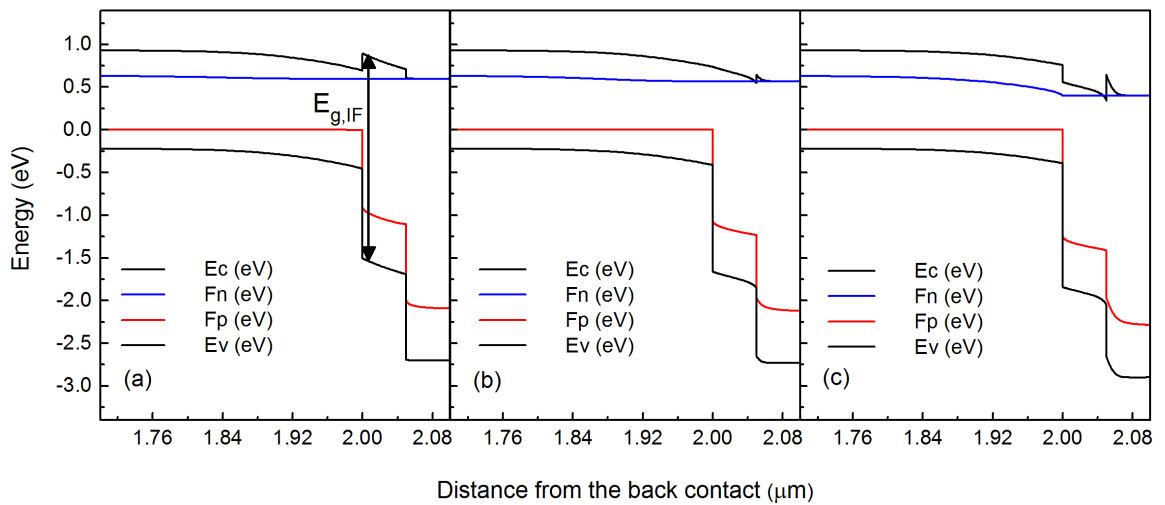 1.0
0.5
0.0
-0.5
-1.0
-1.5
-2.0
-2.5
-3.0
Energy (eV)
E_g,IF
Ec (eV)
Fn (eV)
Fp (eV)
Ev (eV)
(a)
Ec (eV)
Fn (eV)
Fp (eV)
Ev (eV)
(b)
Ec (eV)
Fn (eV)
Fp (eV)
Ev (eV)
(c)
1.76 1.84 1.92 2.00 2.08
1.76 1.84 1.92 2.00 2.08
1.76 1.84 1.92 2.00 2.08
Distance from the back contact (μm)